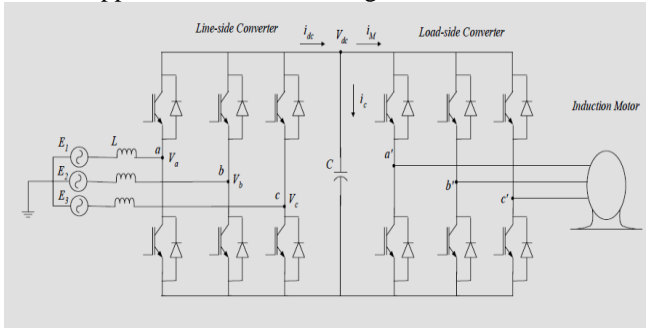 Line-side Converter
i_dc
V_dc
i_M
Load-side Converter
i_c
Induction Motor
E_1
L
a
V_a
a'
E_2
b
V_b
C
b'
E_3
c
V_c
c'